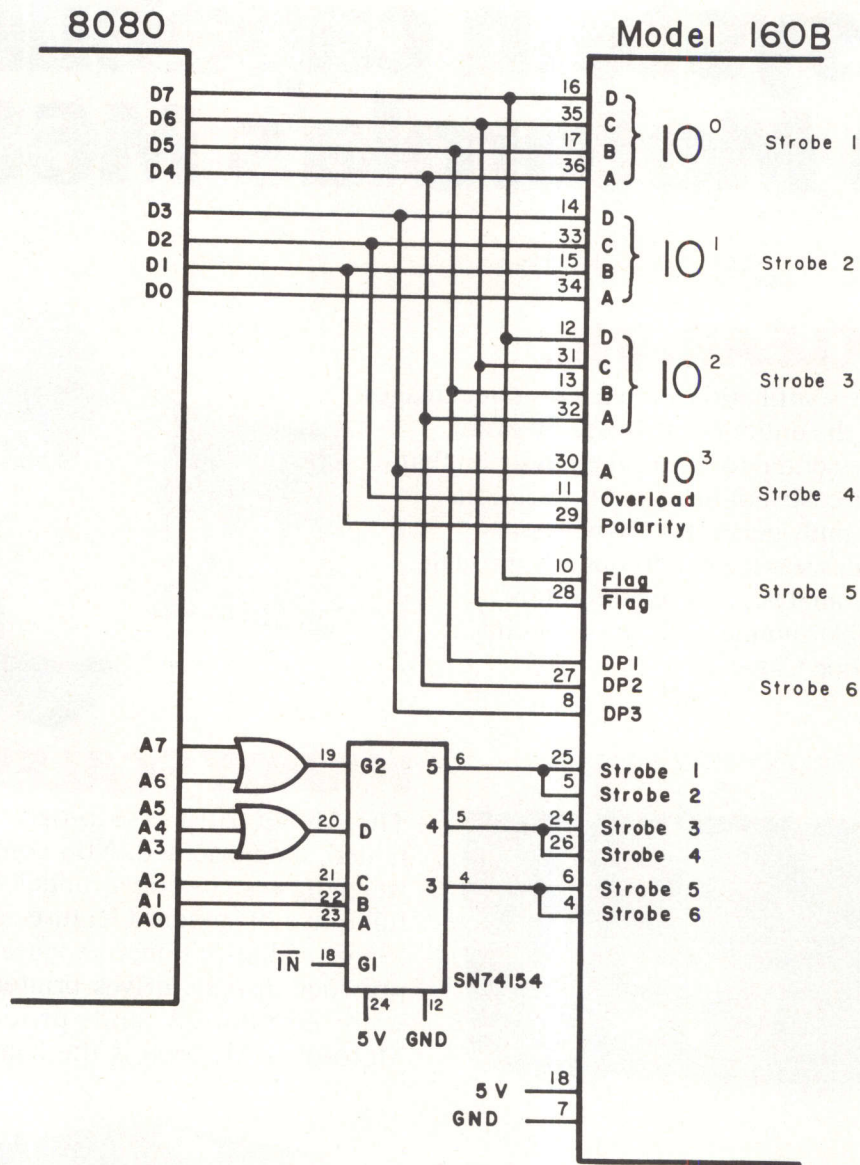 8080
Model 160B
D7 16 D
D6 35 C
D5 17 B 10⁰ Strobe 1
D4 36 A
D3 14 D
D2 33 C
D1 15 B 10¹ Strobe 2
D0 34 A
12 D
31 C
13 B 10² Strobe 3
32 A
30 A 10³
11 Overload Strobe 4
29 Polarity
10 Flag
28 F̅l̅a̅g̅ Strobe 5
DP1
27 DP2 Strobe 6
8 DP3
A7 19 G2 5 6 25 Strobe 1
A6 5 Strobe 2
A5
A4 20 D 4 5 24 Strobe 3
A3 26 Strobe 4
A2 21 C 3 4 6 Strobe 5
A1 22 B 4 Strobe 6
A0 23 A
I̅N̅ 18 G1 SN74154
24 12
5 V GND
5 V 18
GND 7